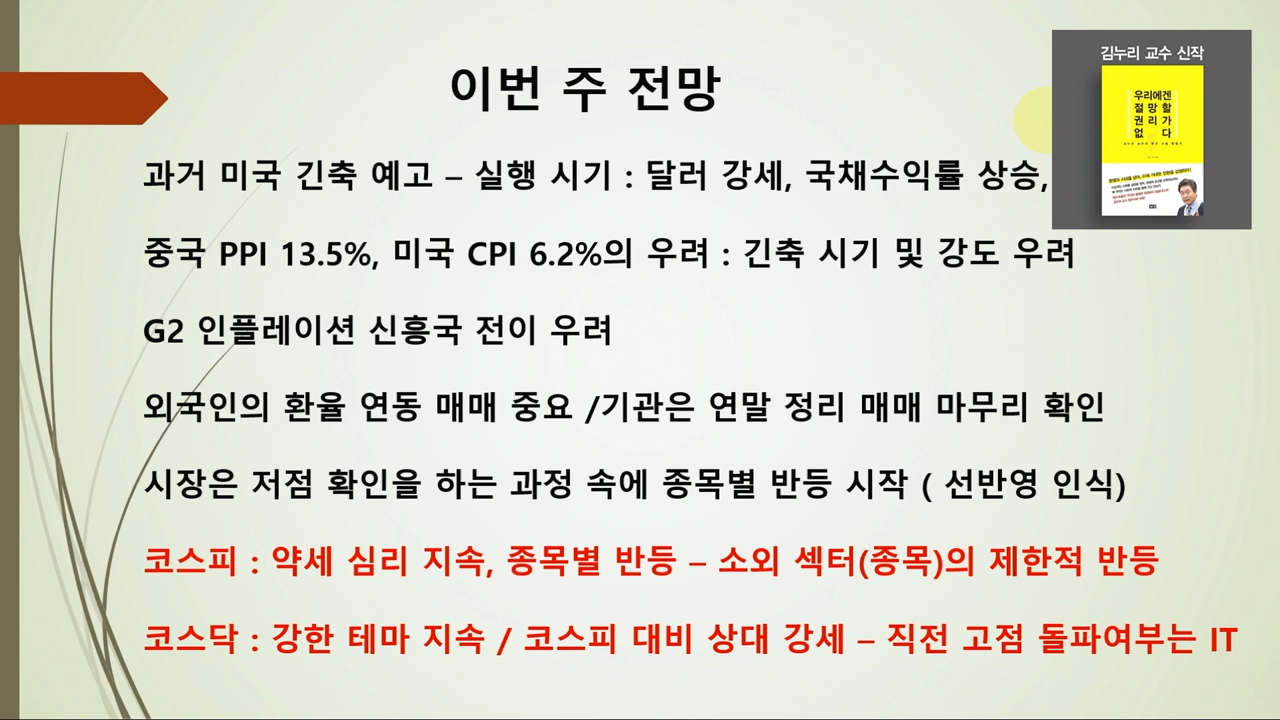 이번 주 전망
김누리 교수 신작
우리에겐
절망할
권리가
없다
과거 미국 긴축 예고 – 실행 시기 : 달러 강세, 국채수익률 상승,
중국 PPI 13.5%, 미국 CPI 6.2%의 우려 : 긴축 시기 및 강도 우려
G2 인플레이션 신흥국 전이 우려
외국인의 환율 연동 매매 중요 /기관은 연말 정리 매매 마무리 확인
시장은 저점 확인을 하는 과정 속에 종목별 반등 시작 ( 선반영 인식)
코스피 : 약세 심리 지속, 종목별 반등 – 소외 섹터(종목)의 제한적 반등
코스닥 : 강한 테마 지속 / 코스피 대비 상대 강세 – 직전 고점 돌파여부는 IT